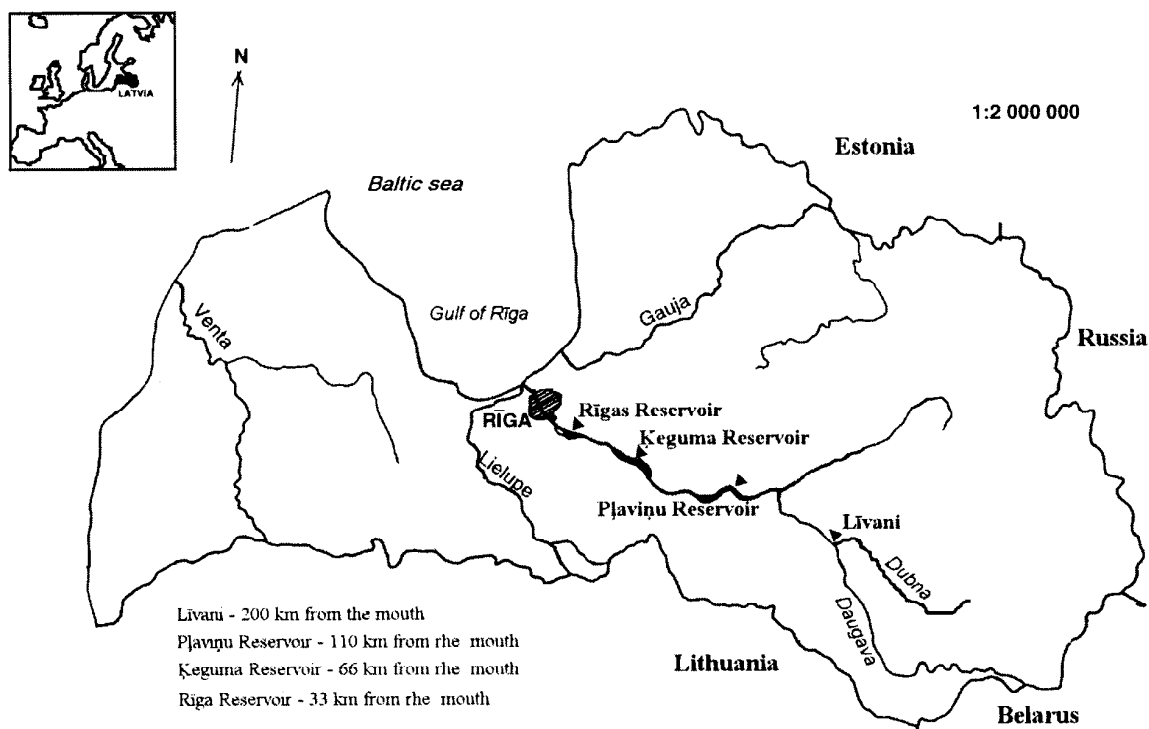 LATVIA
N
1:2 000 000
Estonia
Baltic sea
Gulf of Rīga
Venta
Gauja
Russia
RĪGA
Rīgas Reservoir
Ķeguma Reservoir
Lielupe
Pļaviņu Reservoir
Līvani
Dubna
Daugava
Līvani - 200 km from the mouth
Pļaviņu Reservoir - 110 km from rhe mouth
Ķeguma Reservoir - 66 km from rhe mouth
Rīga Reservoir - 33 km from rhe mouth
Lithuania
Belarus